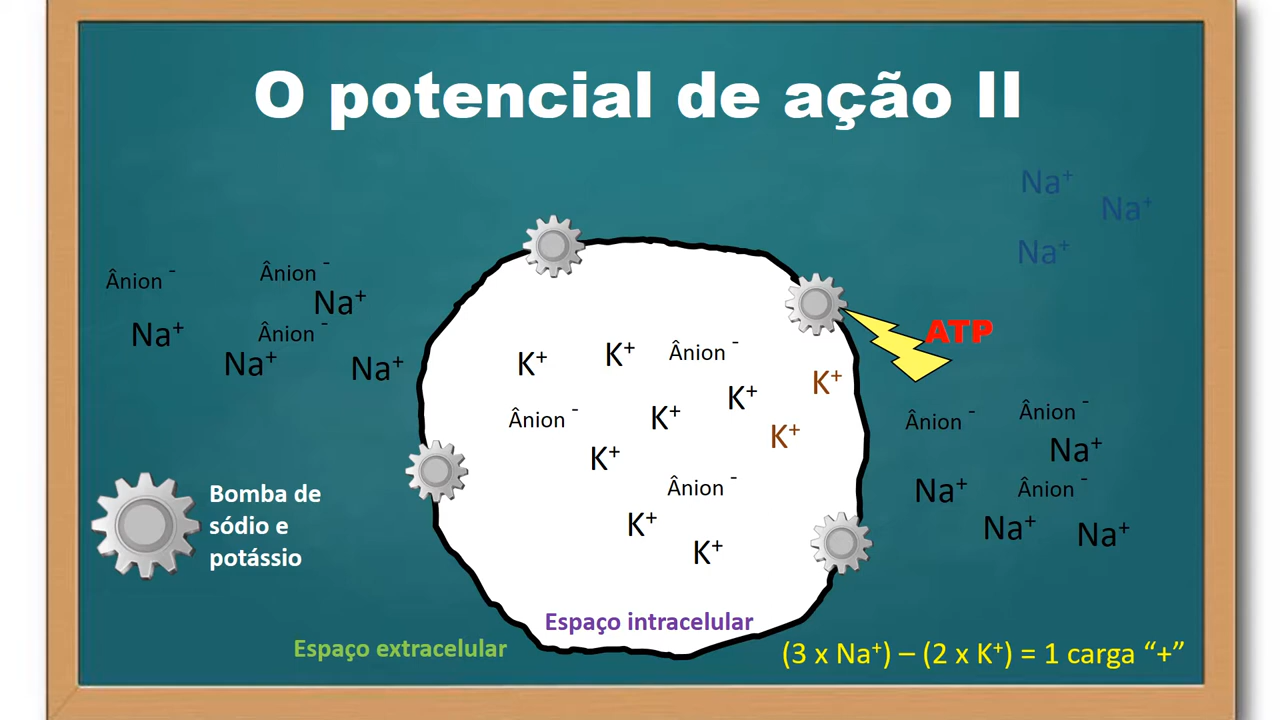 O potencial de ação II
Na⁺
Na⁺
Na⁺
Ânion ⁻
Ânion ⁻
Na⁺
Na⁺
Ânion ⁻
Na⁺
Na⁺
ATP
K⁺
K⁺
Ânion ⁻
K⁺
K⁺
Ânion ⁻
K⁺
K⁺
K⁺
Ânion ⁻
K⁺
K⁺
Ânion ⁻
Ânion ⁻
Na⁺
Na⁺
Ânion ⁻
Na⁺
Na⁺
Bomba de
sódio e
potássio
Espaço intracelular
Espaço extracelular
(3 x Na⁺) – (2 x K⁺) = 1 carga “+”